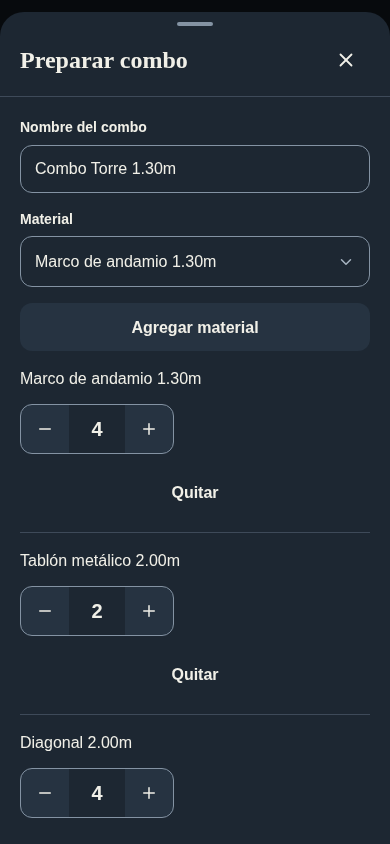 Preparar combo
Nombre del combo
Combo Torre 1.30m
Material
Marco de andamio 1.30m
Agregar material
Marco de andamio 1.30m
− 4 +
Quitar
Tablón metálico 2.00m
− 2 +
Quitar
Diagonal 2.00m
− 4 +